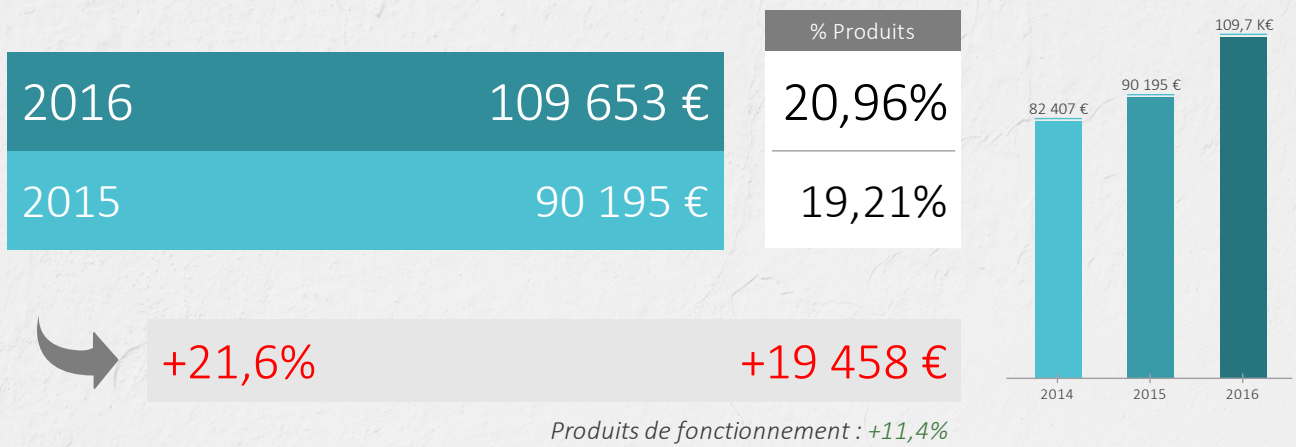 % Produits
2016 109 653 € 20,96%
2015 90 195 € 19,21%
+21,6% +19 458 €
Produits de fonctionnement : +11,4%
109,7 K€
90 195 €
82 407 €
2014 2015 2016